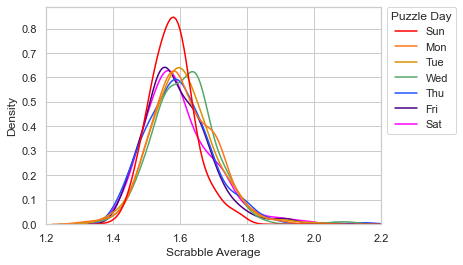 Puzzle Day
Sun
Mon
Tue
Wed
Thu
Fri
Sat
Density
0.8
0.7
0.6
0.5
0.4
0.3
0.2
0.1
0.0
1.2 1.4 1.6 1.8 2.0 2.2
Scrabble Average